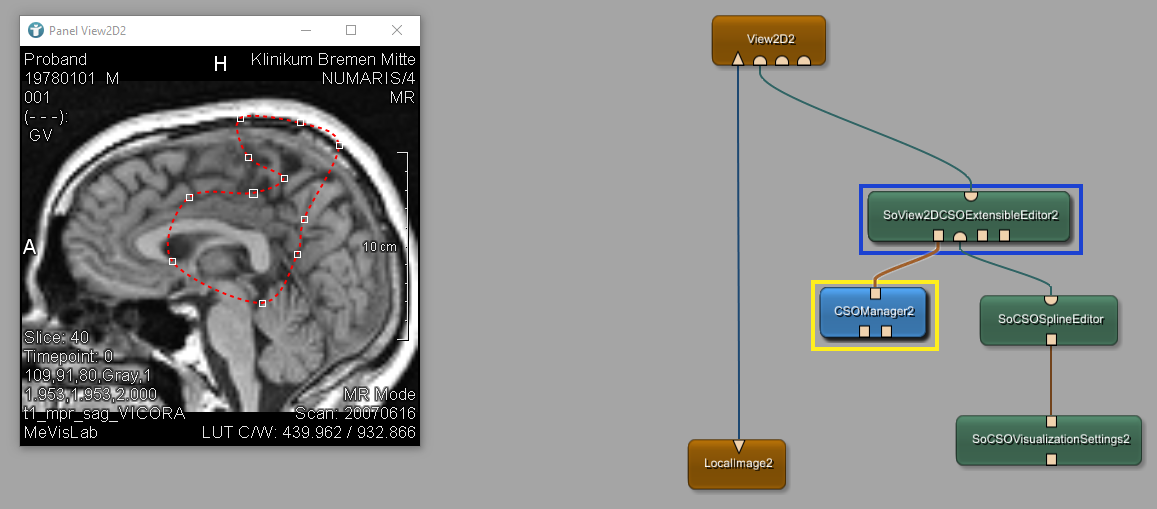 Panel View2D2
Proband
19780101 M
001
(- - -):
GV
H
Klinikum Bremen Mitte
NUMARIS/4
MR
A
10 cm
Slice: 40
Timepoint: 0
109,91,80,Gray,1
1.953,1.953,2.000
t1_mpr_sag_VICORA
MeVisLab
MR Mode
Scan: 20070616
LUT C/W: 439.962 / 932.866
View2D2
SoView2DCSOExtensibleEditor2
CSOManager2
SoCSOSplineEditor
SoCSOVisualizationSettings2
LocalImage2